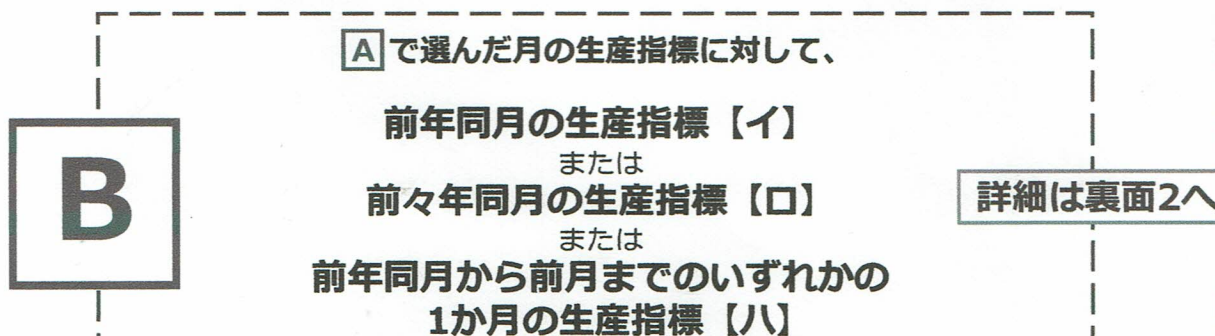 Aで選んだ月の生産指標に対して、
前年同月の生産指標【イ】
または
B
前々年同月の生産指標【ロ】
詳細は裏面2へ
または
前年同月から前月までのいずれかの
1か月の生産指標【ハ】